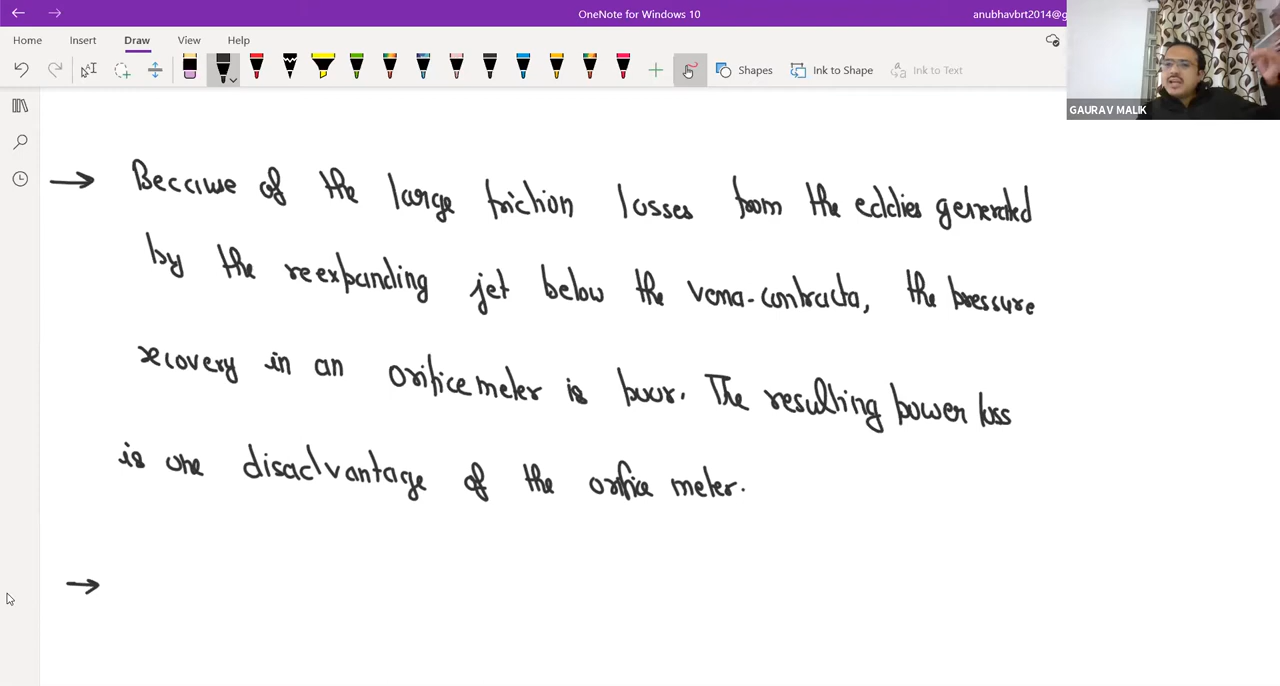 OneNote for Windows 10
anubhavbrt2014@g
Home Insert Draw View Help
Shapes Ink to Shape Ink to Text
GAURAV MALIK
→ Because of the large friction losses from the eddies generated
by the reexpanding jet below the vena-contracta, the pressure
recovery in an orifice meter is poor. The resulting power loss
is one disadvantage of the orifice meter.
→